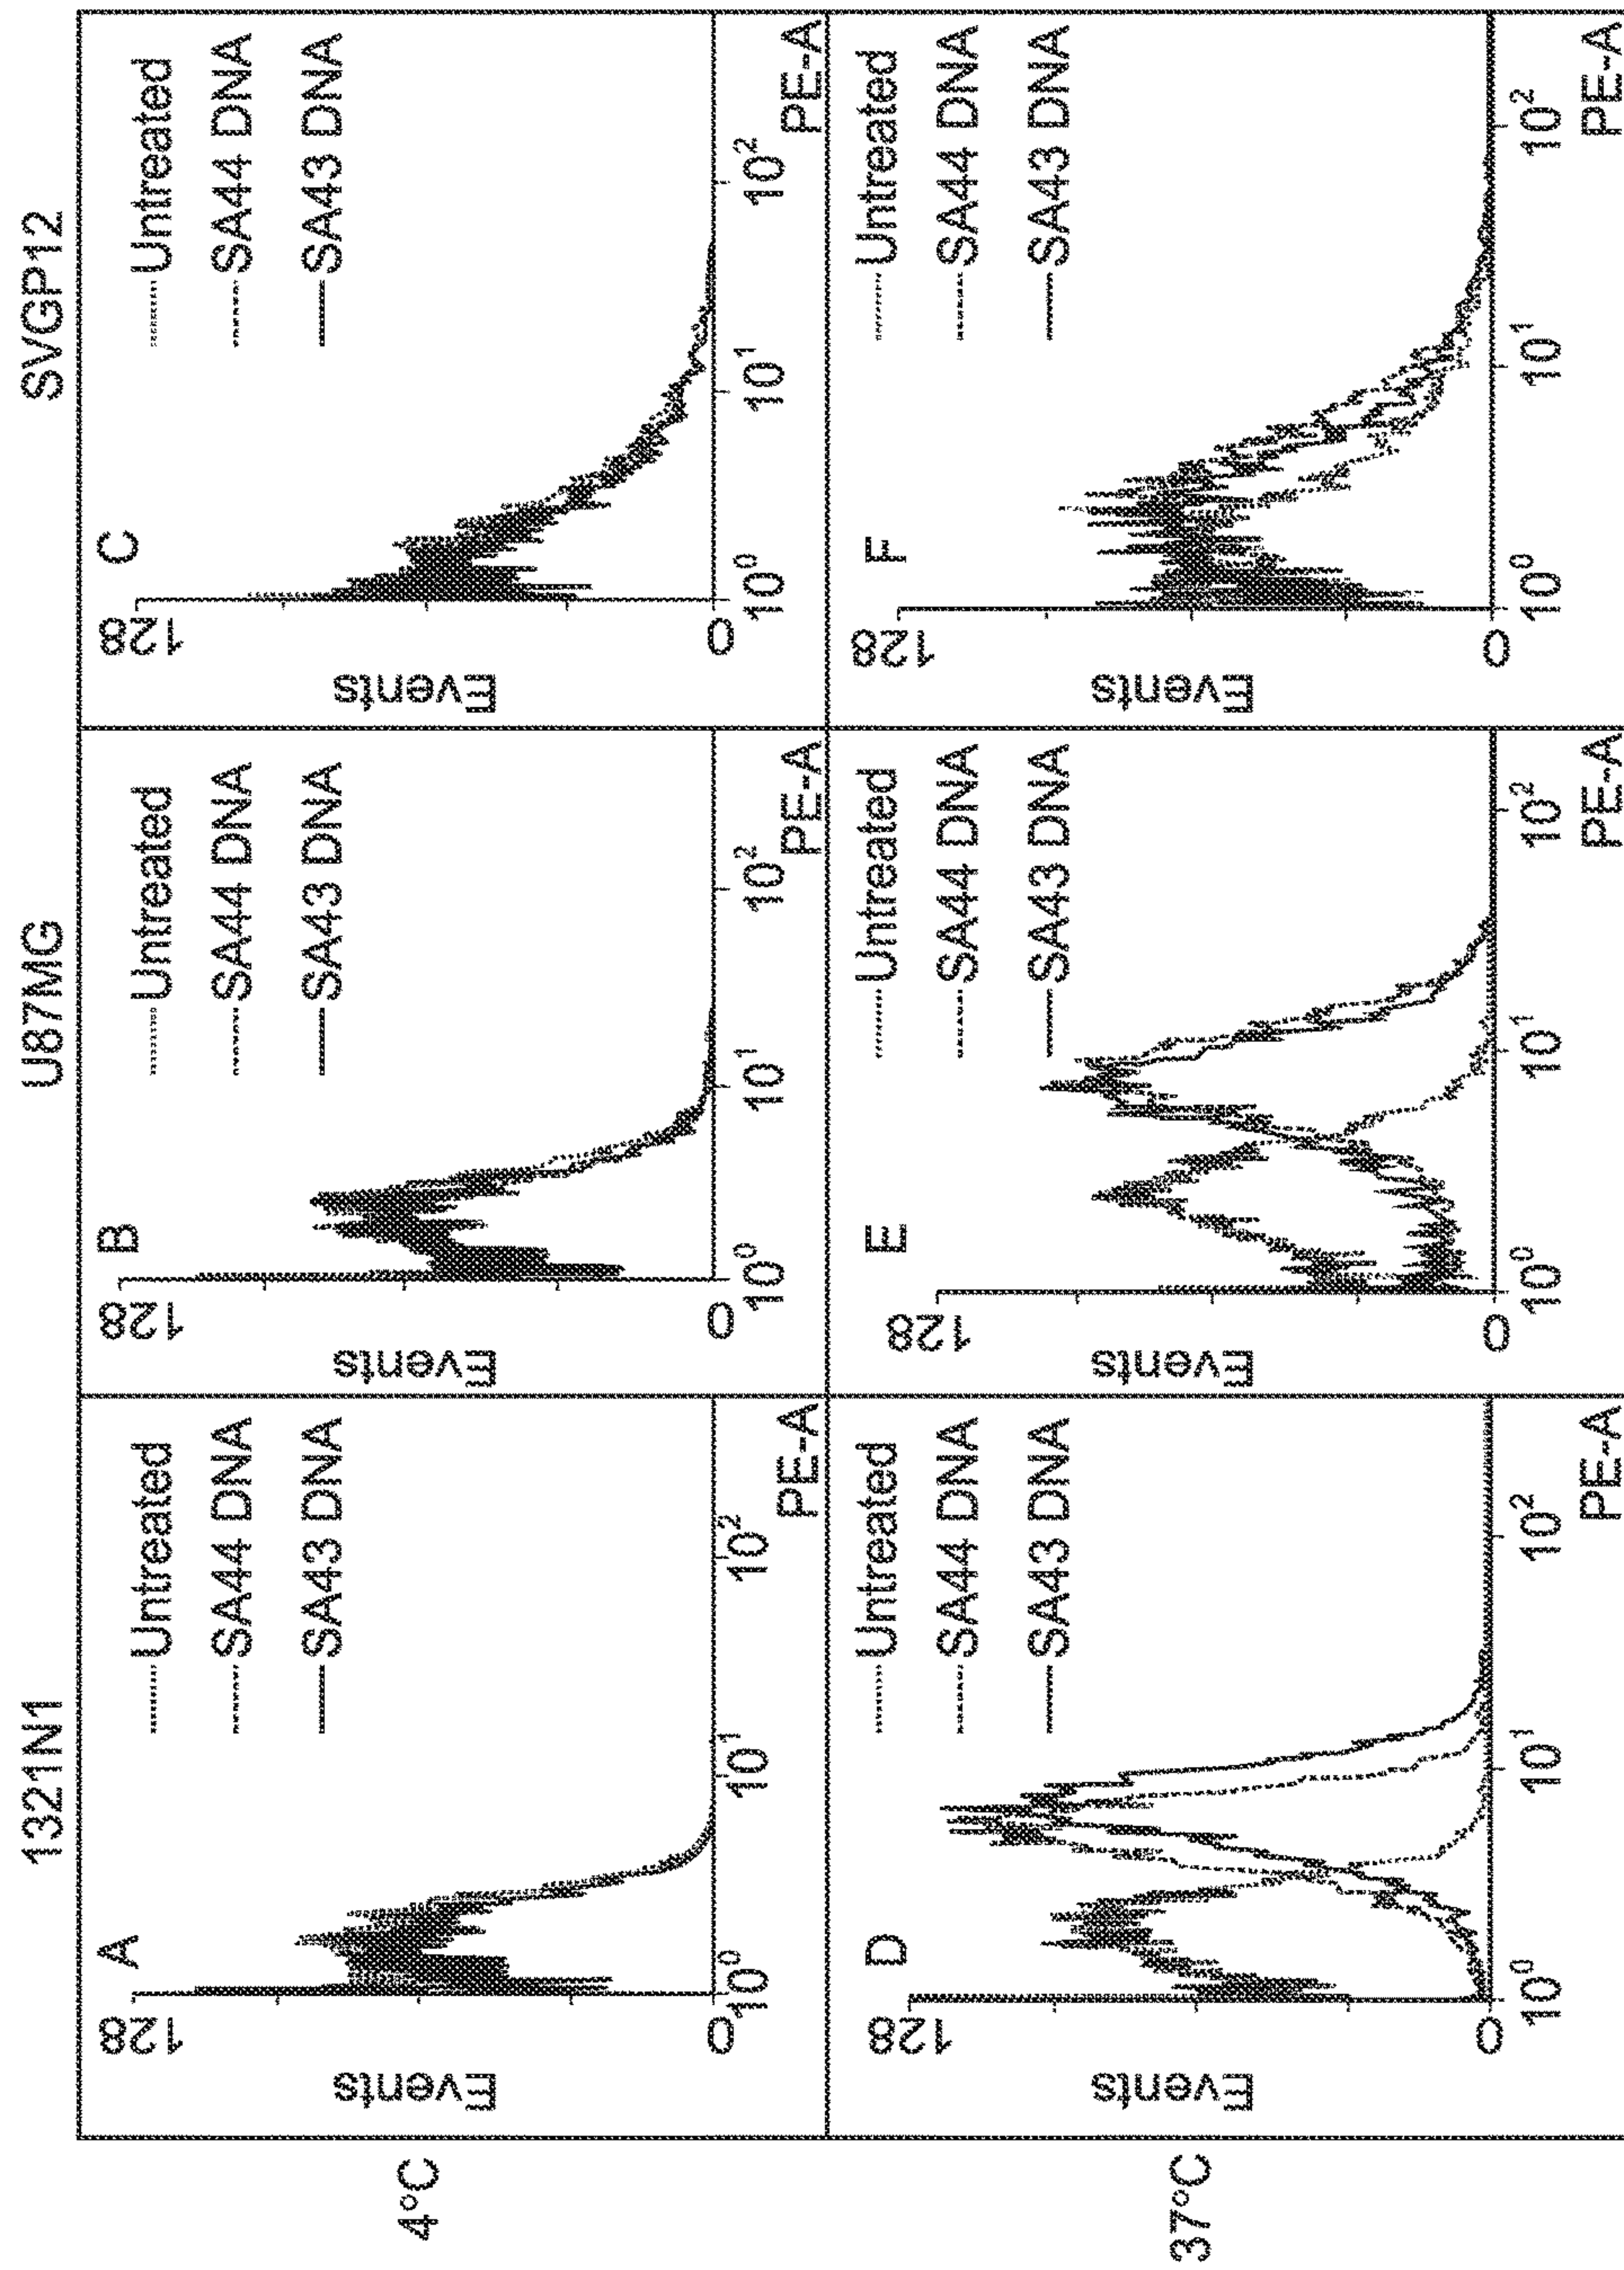 1321N1
U87MG
SVGP12
4°C
A
Untreated
SA44 DNA
SA43 DNA
128
Events
0
10⁰
10¹
10²
PE-A
B
Untreated
SA44 DNA
SA43 DNA
128
Events
0
10⁰
10¹
10²
PE-A
C
Untreated
SA44 DNA
SA43 DNA
128
Events
0
10⁰
10¹
10²
PE-A
37°C
D
Untreated
SA44 DNA
SA43 DNA
128
Events
0
10⁰
10¹
10²
PE-A
E
Untreated
SA44 DNA
SA43 DNA
128
Events
0
10⁰
10¹
10²
PE-A
F
Untreated
SA44 DNA
SA43 DNA
128
Events
0
10⁰
10¹
10²
PE-A